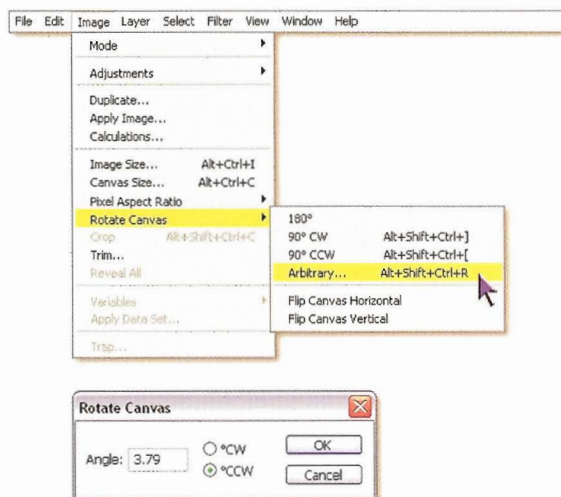 File Edit Image Layer Select Filter View Window Help
Mode
Adjustments
Duplicate...
Apply Image...
Calculations...
Image Size... Alt+Ctrl+I
Canvas Size... Alt+Ctrl+C
Pixel Aspect Ratio
Rotate Canvas
Crop Alt+Shift+Ctrl+C
Trim...
Reveal All
Variables
Apply Data Set...
Trap...
180°
90° CW Alt+Shift+Ctrl+]
90° CCW Alt+Shift+Ctrl+[
Arbitrary... Alt+Shift+Ctrl+R
Flip Canvas Horizontal
Flip Canvas Vertical
Rotate Canvas
Angle: 3.79
°CW
°CCW
OK
Cancel